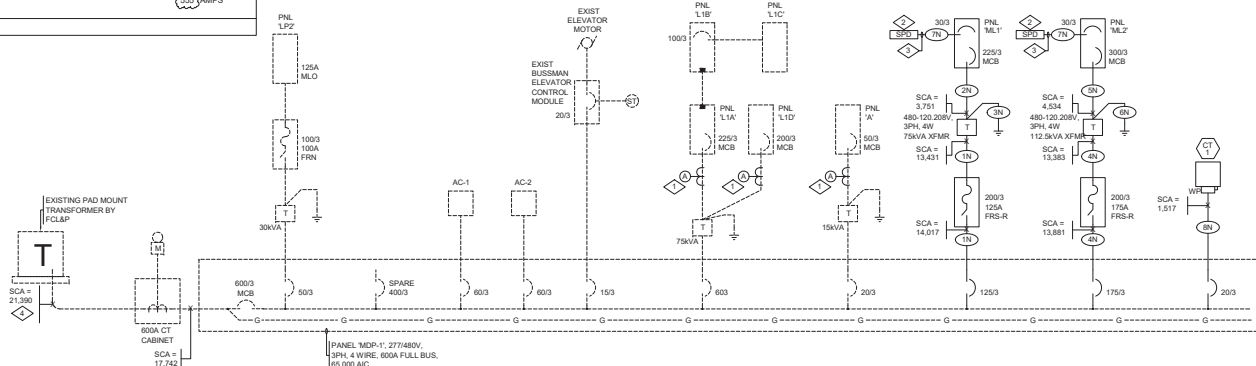 AMPS
PNL
'LP2'
125A
MLO
100/3
100A
FRN
T
30kVA
50/3
EXISTING PAD MOUNT
TRANSFORMER BY
FCL&P
T
SCA =
21,390
4
M
600A CT
CABINET
SCA =
17,742
600/3
MCB
SPARE
400/3
AC-1
60/3
AC-2
60/3
EXIST
ELEVATOR
MOTOR
EXIST
BUSSMAN
ELEVATOR
CONTROL
MODULE
20/3
ST
15/3
PNL
'L1B'
100/3
'L1C'
PNL
'L1A'
225/3
MCB
PNL
'L1D'
200/3
MCB
A
1
A
1
T
75kVA
603
PNL
'A'
50/3
MCB
A
1
T
15kVA
20/3
2
SPD
3
30/3
7N
PNL
'ML1'
225/3
MCB
2N
SCA =
3,751
480-120.208V,
3PH, 4W
75kVA XFMR
T
3N
SCA =
13,431
1N
200/3
125A
FRS-R
SCA =
14,017
1N
125/3
2
SPD
3
30/3
7N
PNL
'ML2'
300/3
MCB
5N
SCA =
4,534
480-120.208V,
3PH, 4W
112.5kVA XFMR
T
6N
SCA =
13,383
4N
200/3
175A
FRS-R
SCA =
13,881
4N
175/3
CT
1
WP
SCA =
1,517
8N
20/3
G G G G G G G G G G G G
PANEL 'MDP-1', 277/480V,
3PH, 4 WIRE, 600A FULL BUS,
65,000 AIC